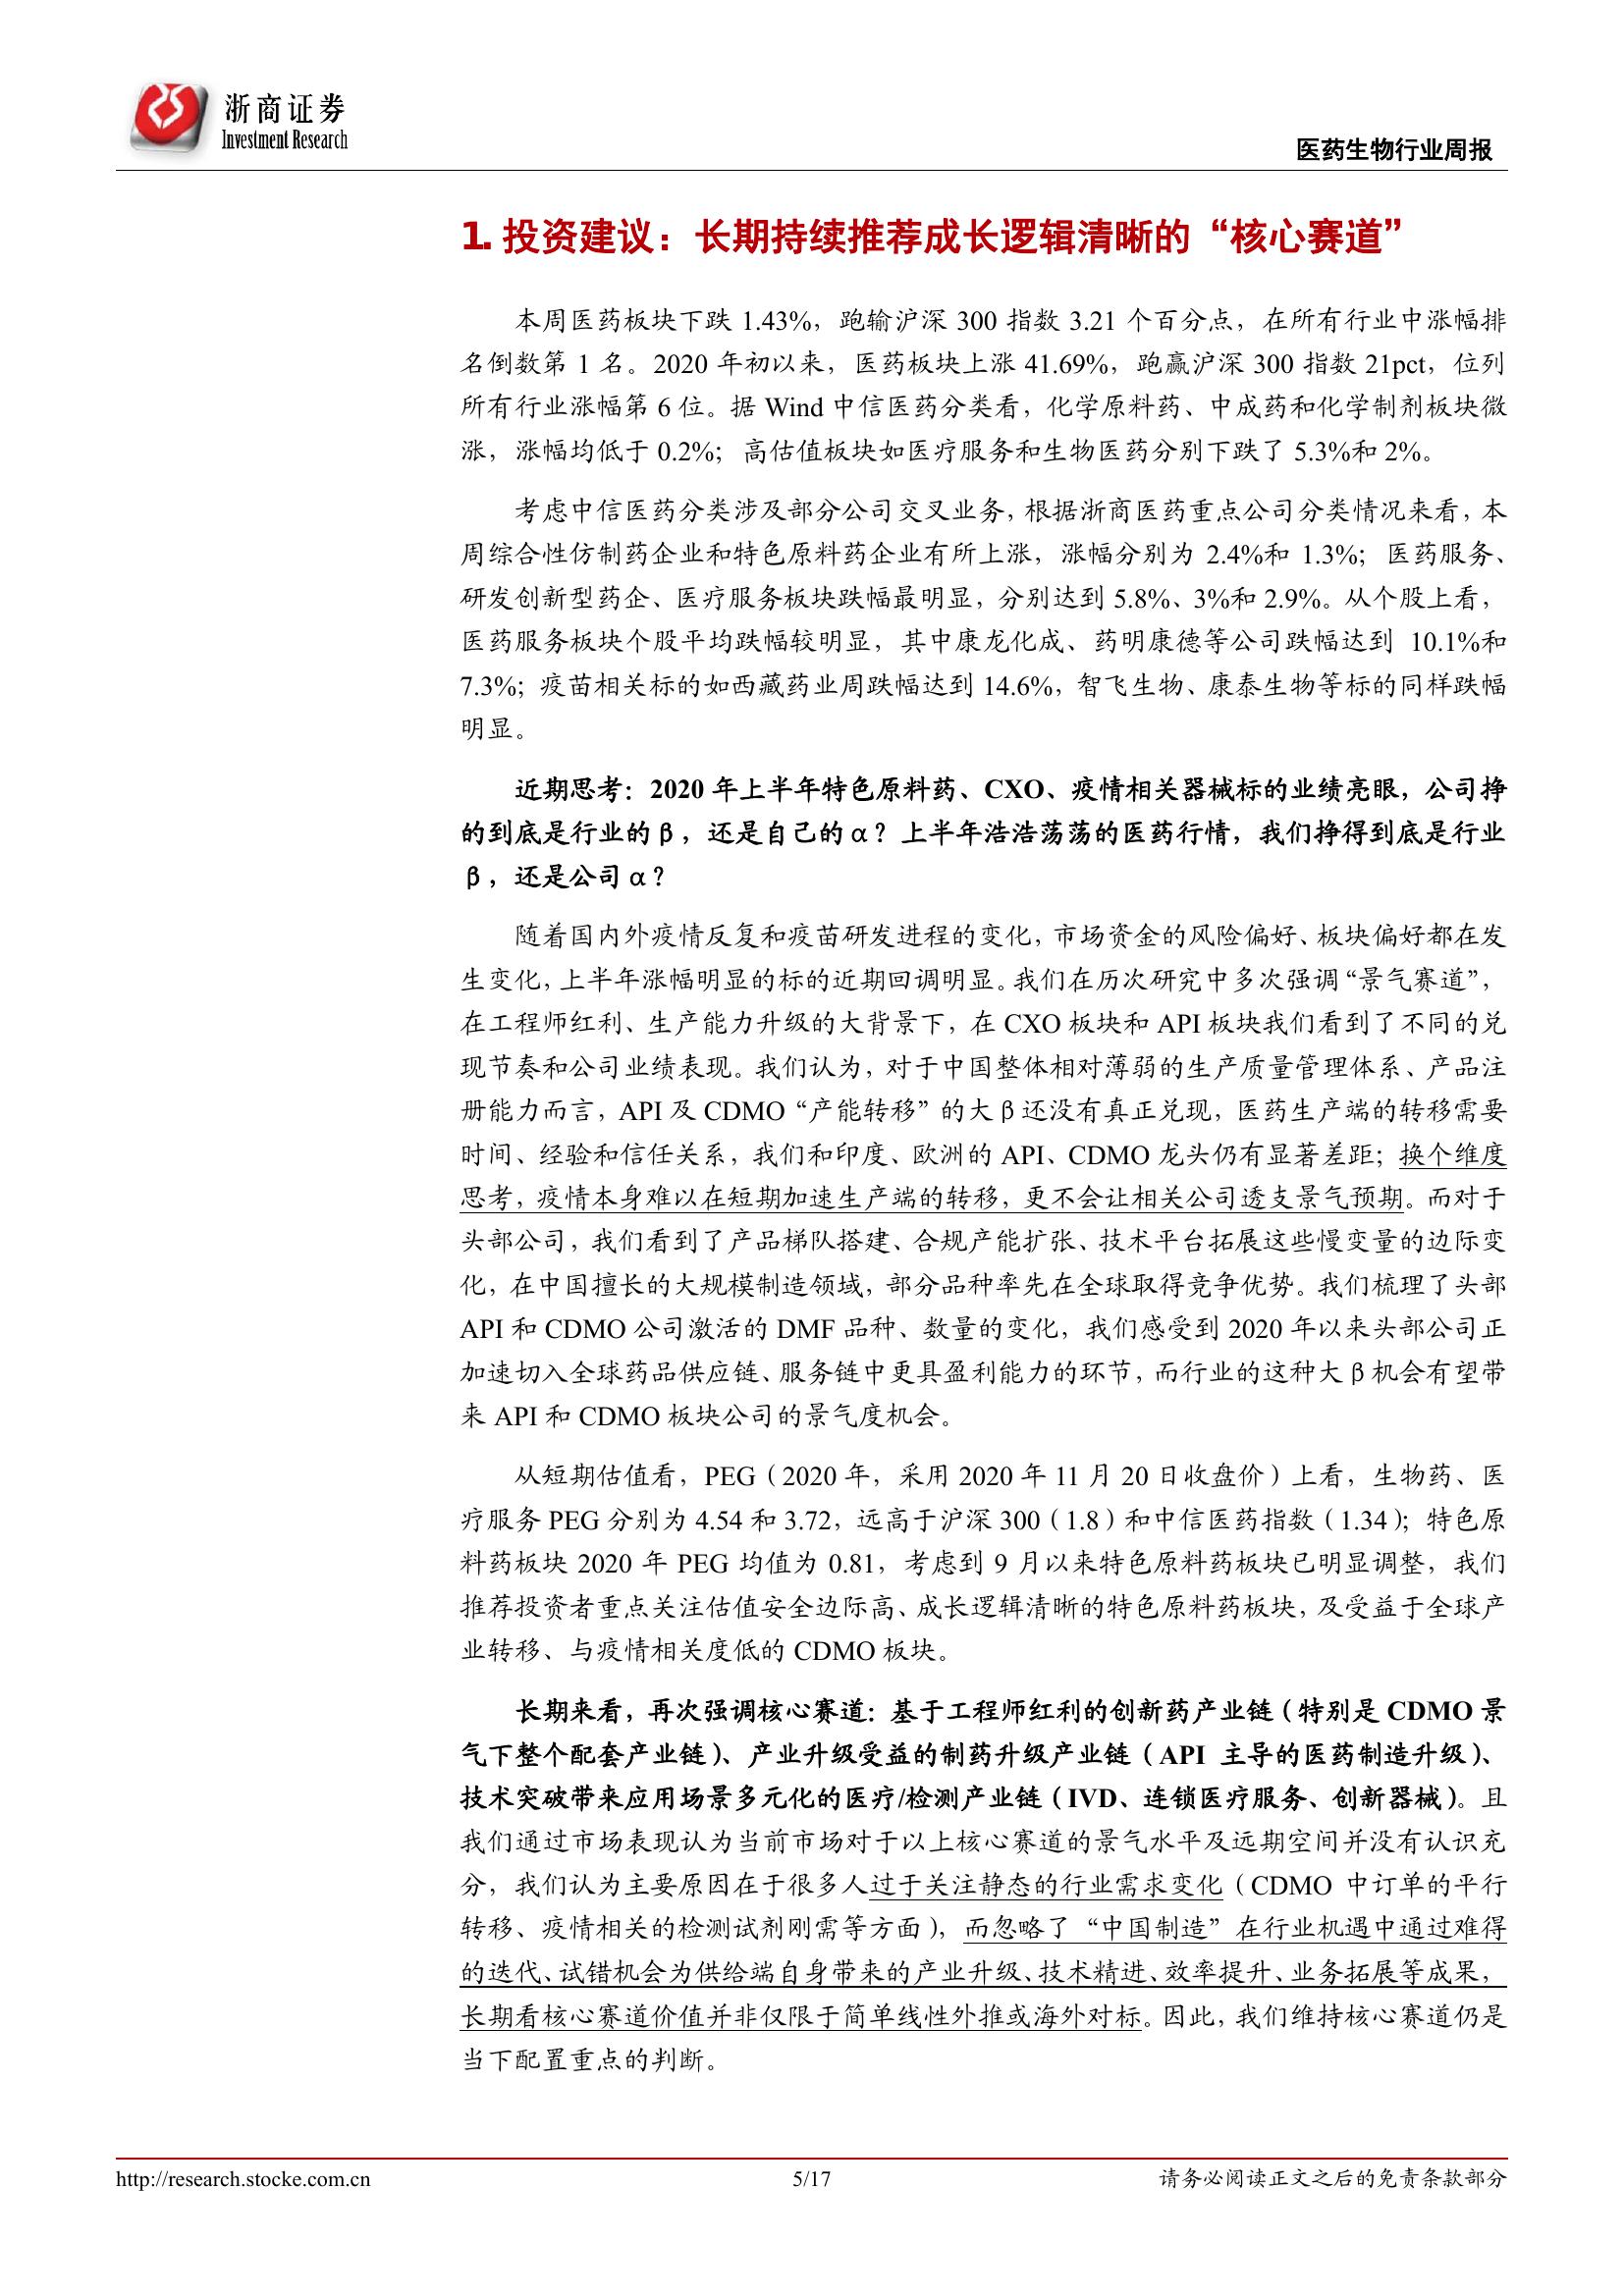 浙商证券
Investment Research
医药生物行业周报
1. 投资建议：长期持续推荐成长逻辑清晰的“核心赛道”
本周医药板块下跌 1.43%，跑输沪深 300 指数 3.21 个百分点，在所有行业中涨幅排
名倒数第 1 名。2020 年初以来，医药板块上涨 41.69%，跑赢沪深 300 指数 21pct，位列
所有行业涨幅第 6 位。据 Wind 中信医药分类看，化学原料药、中成药和化学制剂板块微
涨，涨幅均低于 0.2%；高估值板块如医疗服务和生物医药分别下跌了 5.3%和 2%。
考虑中信医药分类涉及部分公司交叉业务，根据浙商医药重点公司分类情况来看，本
周综合性仿制药企业和特色原料药企业有所上涨，涨幅分别为 2.4%和 1.3%；医药服务、
研发创新型药企、医疗服务板块跌幅最明显，分别达到 5.8%、3%和 2.9%。从个股上看，
医药服务板块个股平均跌幅较明显，其中康龙化成、药明康德等公司跌幅达到 10.1%和
7.3%；疫苗相关标的如西藏药业周跌幅达到 14.6%，智飞生物、康泰生物等标的同样跌幅
明显。
近期思考：2020 年上半年特色原料药、CXO、疫情相关器械标的业绩亮眼，公司挣
的到底是行业的 β，还是自己的 α？上半年浩浩荡荡的医药行情，我们挣得到底是行业
β，还是公司 α？
随着国内外疫情反复和疫苗研发进程的变化，市场资金的风险偏好、板块偏好都在发
生变化，上半年涨幅明显的标的近期回调明显。我们在历次研究中多次强调“景气赛道”，
在工程师红利、生产能力升级的大背景下，在 CXO 板块和 API 板块我们看到了不同的兑
现节奏和公司业绩表现。我们认为，对于中国整体相对薄弱的生产质量管理体系、产品注
册能力而言，API 及 CDMO“产能转移”的大 β 还没有真正兑现，医药生产端的转移需要
时间、经验和信任关系，我们和印度、欧洲的 API、CDMO 龙头仍有显著差距；换个维度
思考，疫情本身难以在短期加速生产端的转移，更不会让相关公司透支景气预期。而对于
头部公司，我们看到了产品梯队搭建、合规产能扩张、技术平台拓展这些慢变量的边际变
化，在中国擅长的大规模制造领域，部分品种率先在全球取得竞争优势。我们梳理了头部
API 和 CDMO 公司激活的 DMF 品种、数量的变化，我们感受到 2020 年以来头部公司正
加速切入全球药品供应链、服务链中更具盈利能力的环节，而行业的这种大 β 机会有望带
来 API 和 CDMO 板块公司的景气度机会。
从短期估值看，PEG（2020 年，采用 2020 年 11 月 20 日收盘价）上看，生物药、医
疗服务 PEG 分别为 4.54 和 3.72，远高于沪深 300（1.8）和中信医药指数（1.34）；特色原
料药板块 2020 年 PEG 均值为 0.81，考虑到 9 月以来特色原料药板块已明显调整，我们
推荐投资者重点关注估值安全边际高、成长逻辑清晰的特色原料药板块，及受益于全球产
业转移、与疫情相关度低的 CDMO 板块。
长期来看，再次强调核心赛道：基于工程师红利的创新药产业链（特别是 CDMO 景
气下整个配套产业链）、产业升级受益的制药升级产业链（API 主导的医药制造升级）、
技术突破带来应用场景多元化的医疗/检测产业链（IVD、连锁医疗服务、创新器械）。且
我们通过市场表现认为当前市场对于以上核心赛道的景气水平及远期空间并没有认识充
分，我们认为主要原因在于很多人过于关注静态的行业需求变化（CDMO 中订单的平行
转移、疫情相关的检测试剂刚需等方面），而忽略了“中国制造”在行业机遇中通过难得
的迭代、试错机会为供给端自身带来的产业升级、技术精进、效率提升、业务拓展等成果，
长期看核心赛道价值并非仅限于简单线性外推或海外对标。因此，我们维持核心赛道仍是
当下配置重点的判断。
http://research.stocke.com.cn
5/17
请务必阅读正文之后的免责条款部分